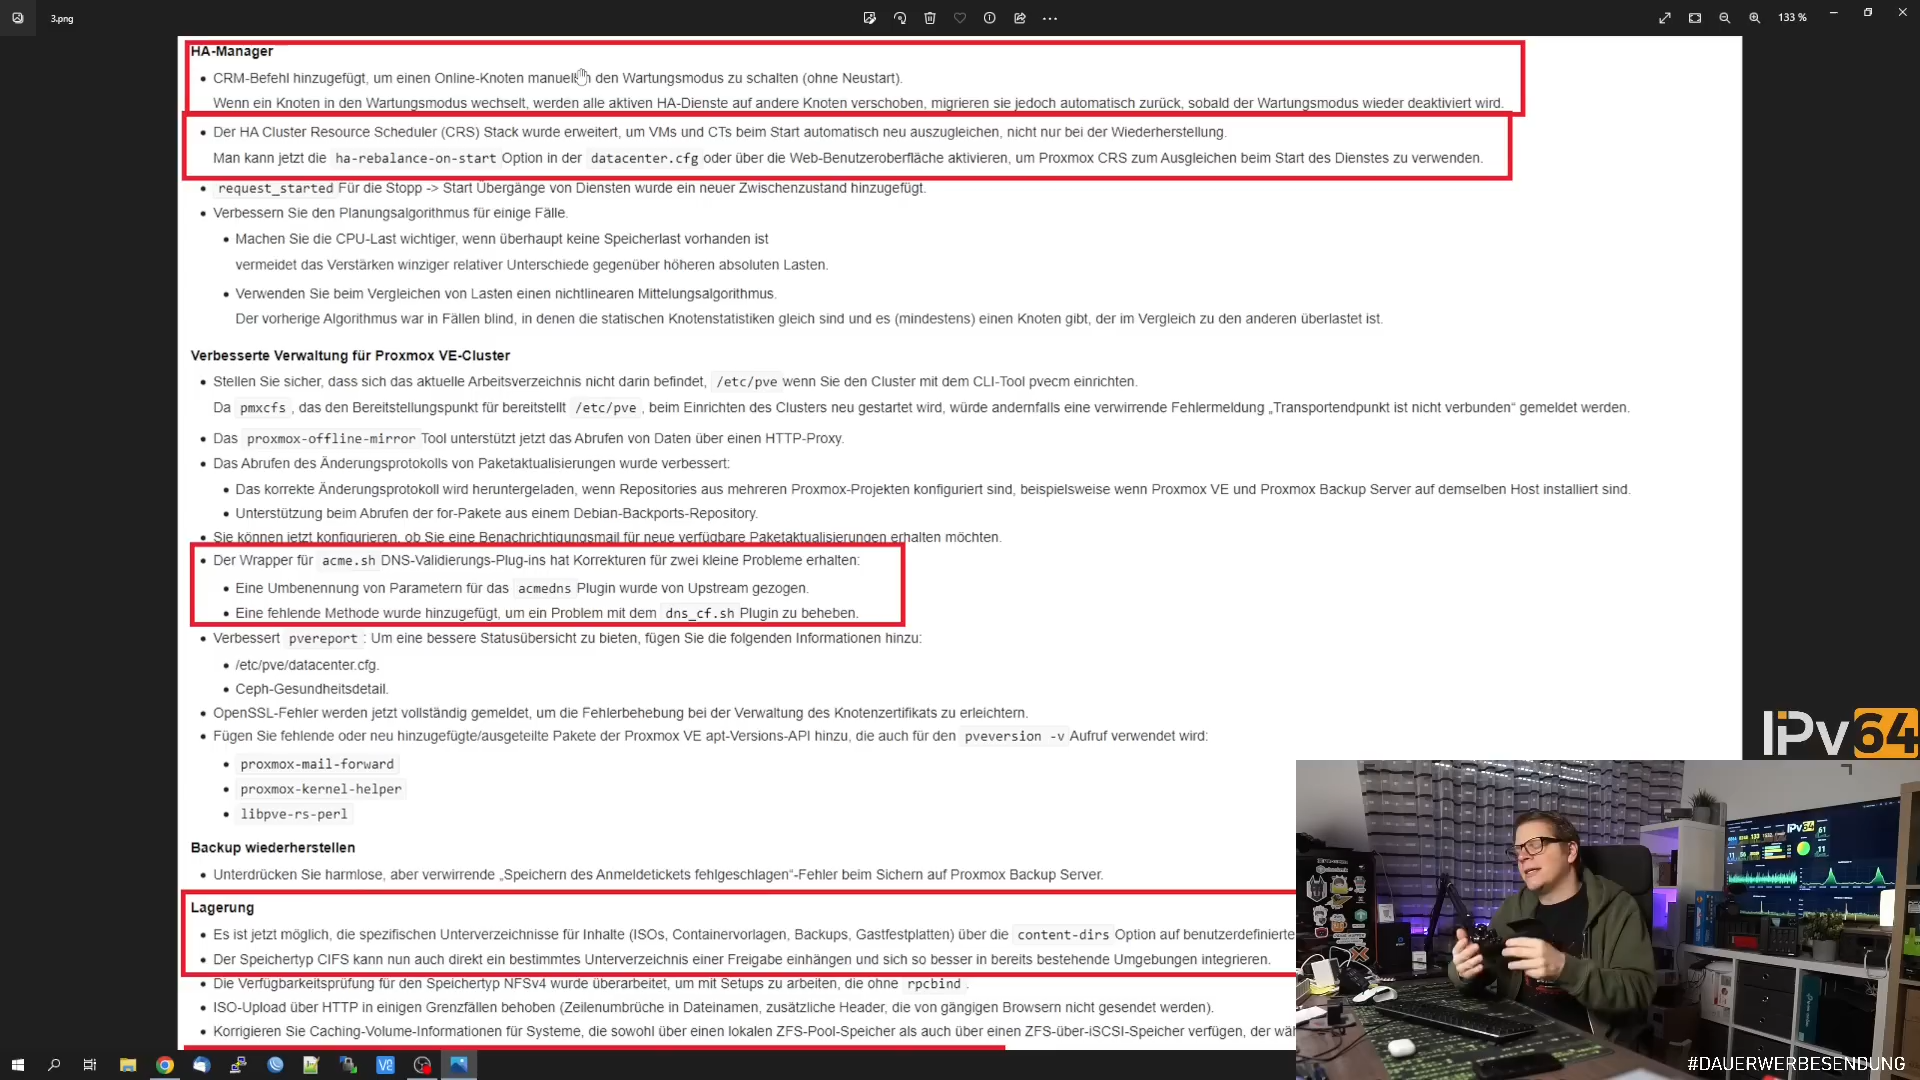 3.png
133 %
HA-Manager
CRM-Befehl hinzugefügt, um einen Online-Knoten manuell in den Wartungsmodus zu schalten (ohne Neustart).
Wenn ein Knoten in den Wartungsmodus wechselt, werden alle aktiven HA-Dienste auf andere Knoten verschoben, migrieren sie jedoch automatisch zurück, sobald der Wartungsmodus wieder deaktiviert wird.
Der HA Cluster Resource Scheduler (CRS) Stack wurde erweitert, um VMs und CTs beim Start automatisch neu auszugleichen, nicht nur bei der Wiederherstellung.
Man kann jetzt die ha-rebalance-on-start Option in der datacenter.cfg oder über die Web-Benutzeroberfläche aktivieren, um Proxmox CRS zum Ausgleichen beim Start des Dienstes zu verwenden.
request_started Für die Stopp -> Start Übergänge von Diensten wurde ein neuer Zwischenzustand hinzugefügt.
Verbessern Sie den Planungsalgorithmus für einige Fälle.
Machen Sie die CPU-Last wichtiger, wenn überhaupt keine Speicherlast vorhanden ist
vermeidet das Verstärken winziger relativer Unterschiede gegenüber höheren absoluten Lasten.
Verwenden Sie beim Vergleichen von Lasten einen nichtlinearen Mittelungsalgorithmus.
Der vorherige Algorithmus war in Fällen blind, in denen die statischen Knotenstatistiken gleich sind und es (mindestens) einen Knoten gibt, der im Vergleich zu den anderen überlastet ist.
Verbesserte Verwaltung für Proxmox VE-Cluster
Stellen Sie sicher, dass sich das aktuelle Arbeitsverzeichnis nicht darin befindet, /etc/pve wenn Sie den Cluster mit dem CLI-Tool pvecm einrichten.
Da pmxcfs , das den Bereitstellungspunkt für bereitstellt /etc/pve , beim Einrichten des Clusters neu gestartet wird, würde andernfalls eine verwirrende Fehlermeldung „Transportendpunkt ist nicht verbunden“ gemeldet werden.
Das proxmox-offline-mirror Tool unterstützt jetzt das Abrufen von Daten über einen HTTP-Proxy.
Das Abrufen des Änderungsprotokolls von Paketaktualisierungen wurde verbessert:
Das korrekte Änderungsprotokoll wird heruntergeladen, wenn Repositories aus mehreren Proxmox-Projekten konfiguriert sind, beispielsweise wenn Proxmox VE und Proxmox Backup Server auf demselben Host installiert sind.
Unterstützung beim Abrufen der for-Pakete aus einem Debian-Backports-Repository.
Sie können jetzt konfigurieren, ob Sie eine Benachrichtigungsmail für neue verfügbare Paketaktualisierungen erhalten möchten.
Der Wrapper für acme.sh DNS-Validierungs-Plug-ins hat Korrekturen für zwei kleine Probleme erhalten:
Eine Umbenennung von Parametern für das acmedns Plugin wurde von Upstream gezogen.
Eine fehlende Methode wurde hinzugefügt, um ein Problem mit dem dns_cf.sh Plugin zu beheben.
Verbessert pvereport : Um eine bessere Statusübersicht zu bieten, fügen Sie die folgenden Informationen hinzu:
/etc/pve/datacenter.cfg.
Ceph-Gesundheitsdetail.
OpenSSL-Fehler werden jetzt vollständig gemeldet, um die Fehlerbehebung bei der Verwaltung des Knotenzertifikats zu erleichtern.
Fügen Sie fehlende oder neu hinzugefügte/ausgeteilte Pakete der Proxmox VE apt-Versions-API hinzu, die auch für den pveversion -v Aufruf verwendet wird:
proxmox-mail-forward
proxmox-kernel-helper
libpve-rs-perl
Backup wiederherstellen
Unterdrücken Sie harmlose, aber verwirrende „Speichern des Anmeldetickets fehlgeschlagen“-Fehler beim Sichern auf Proxmox Backup Server.
Lagerung
Es ist jetzt möglich, die spezifischen Unterverzeichnisse für Inhalte (ISOs, Containervorlagen, Backups, Gastfestplatten) über die content-dirs Option auf benutzerdefinierte
Der Speichertyp CIFS kann nun auch direkt ein bestimmtes Unterverzeichnis einer Freigabe einhängen und sich so besser in bereits bestehende Umgebungen integrieren.
Die Verfügbarkeitsprüfung für den Speichertyp NFSv4 wurde überarbeitet, um mit Setups zu arbeiten, die ohne rpcbind .
ISO-Upload über HTTP in einigen Grenzfällen behoben (Zeilenumbrüche in Dateinamen, zusätzliche Header, die von gängigen Browsern nicht gesendet werden).
Korrigieren Sie Caching-Volume-Informationen für Systeme, die sowohl über einen lokalen ZFS-Pool-Speicher als auch über einen ZFS-über-iSCSI-Speicher verfügen, der wäh
IPv64
IPv64
#DAUERWERBESENDUNG